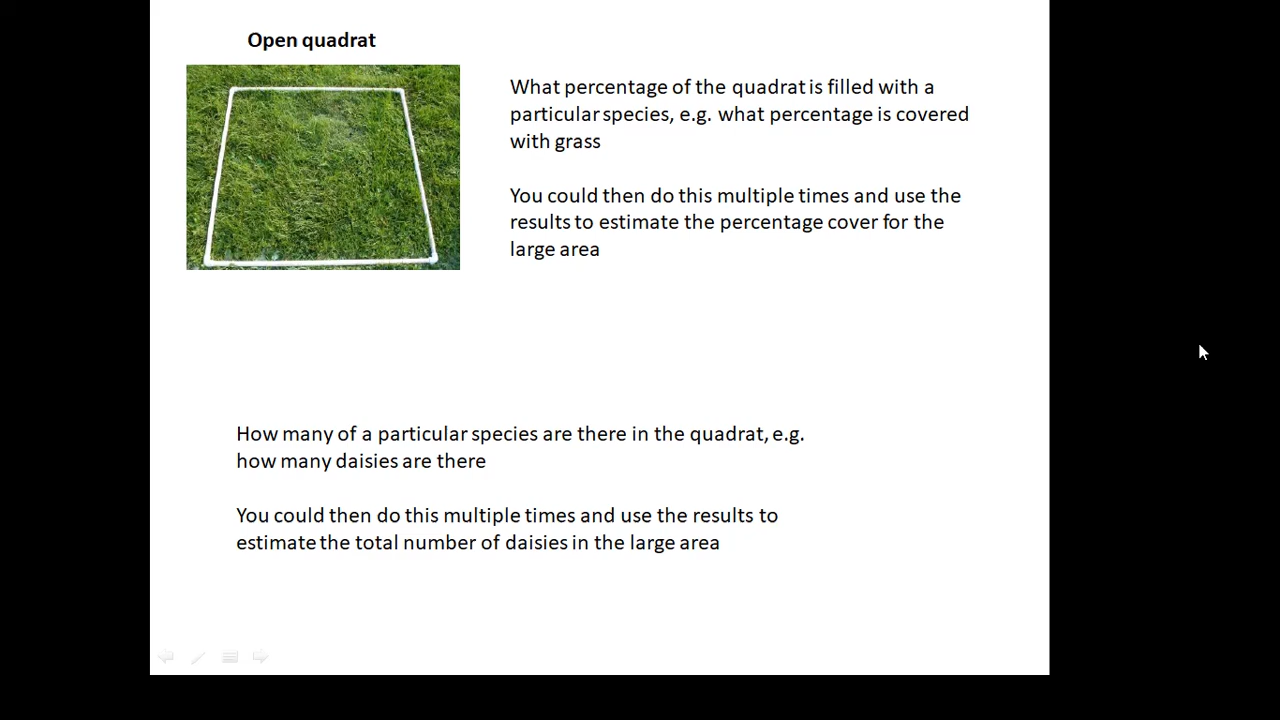 Open quadrat
What percentage of the quadrat is filled with a
particular species, e.g. what percentage is covered
with grass
You could then do this multiple times and use the
results to estimate the percentage cover for the
large area
How many of a particular species are there in the quadrat, e.g.
how many daisies are there
You could then do this multiple times and use the results to
estimate the total number of daisies in the large area